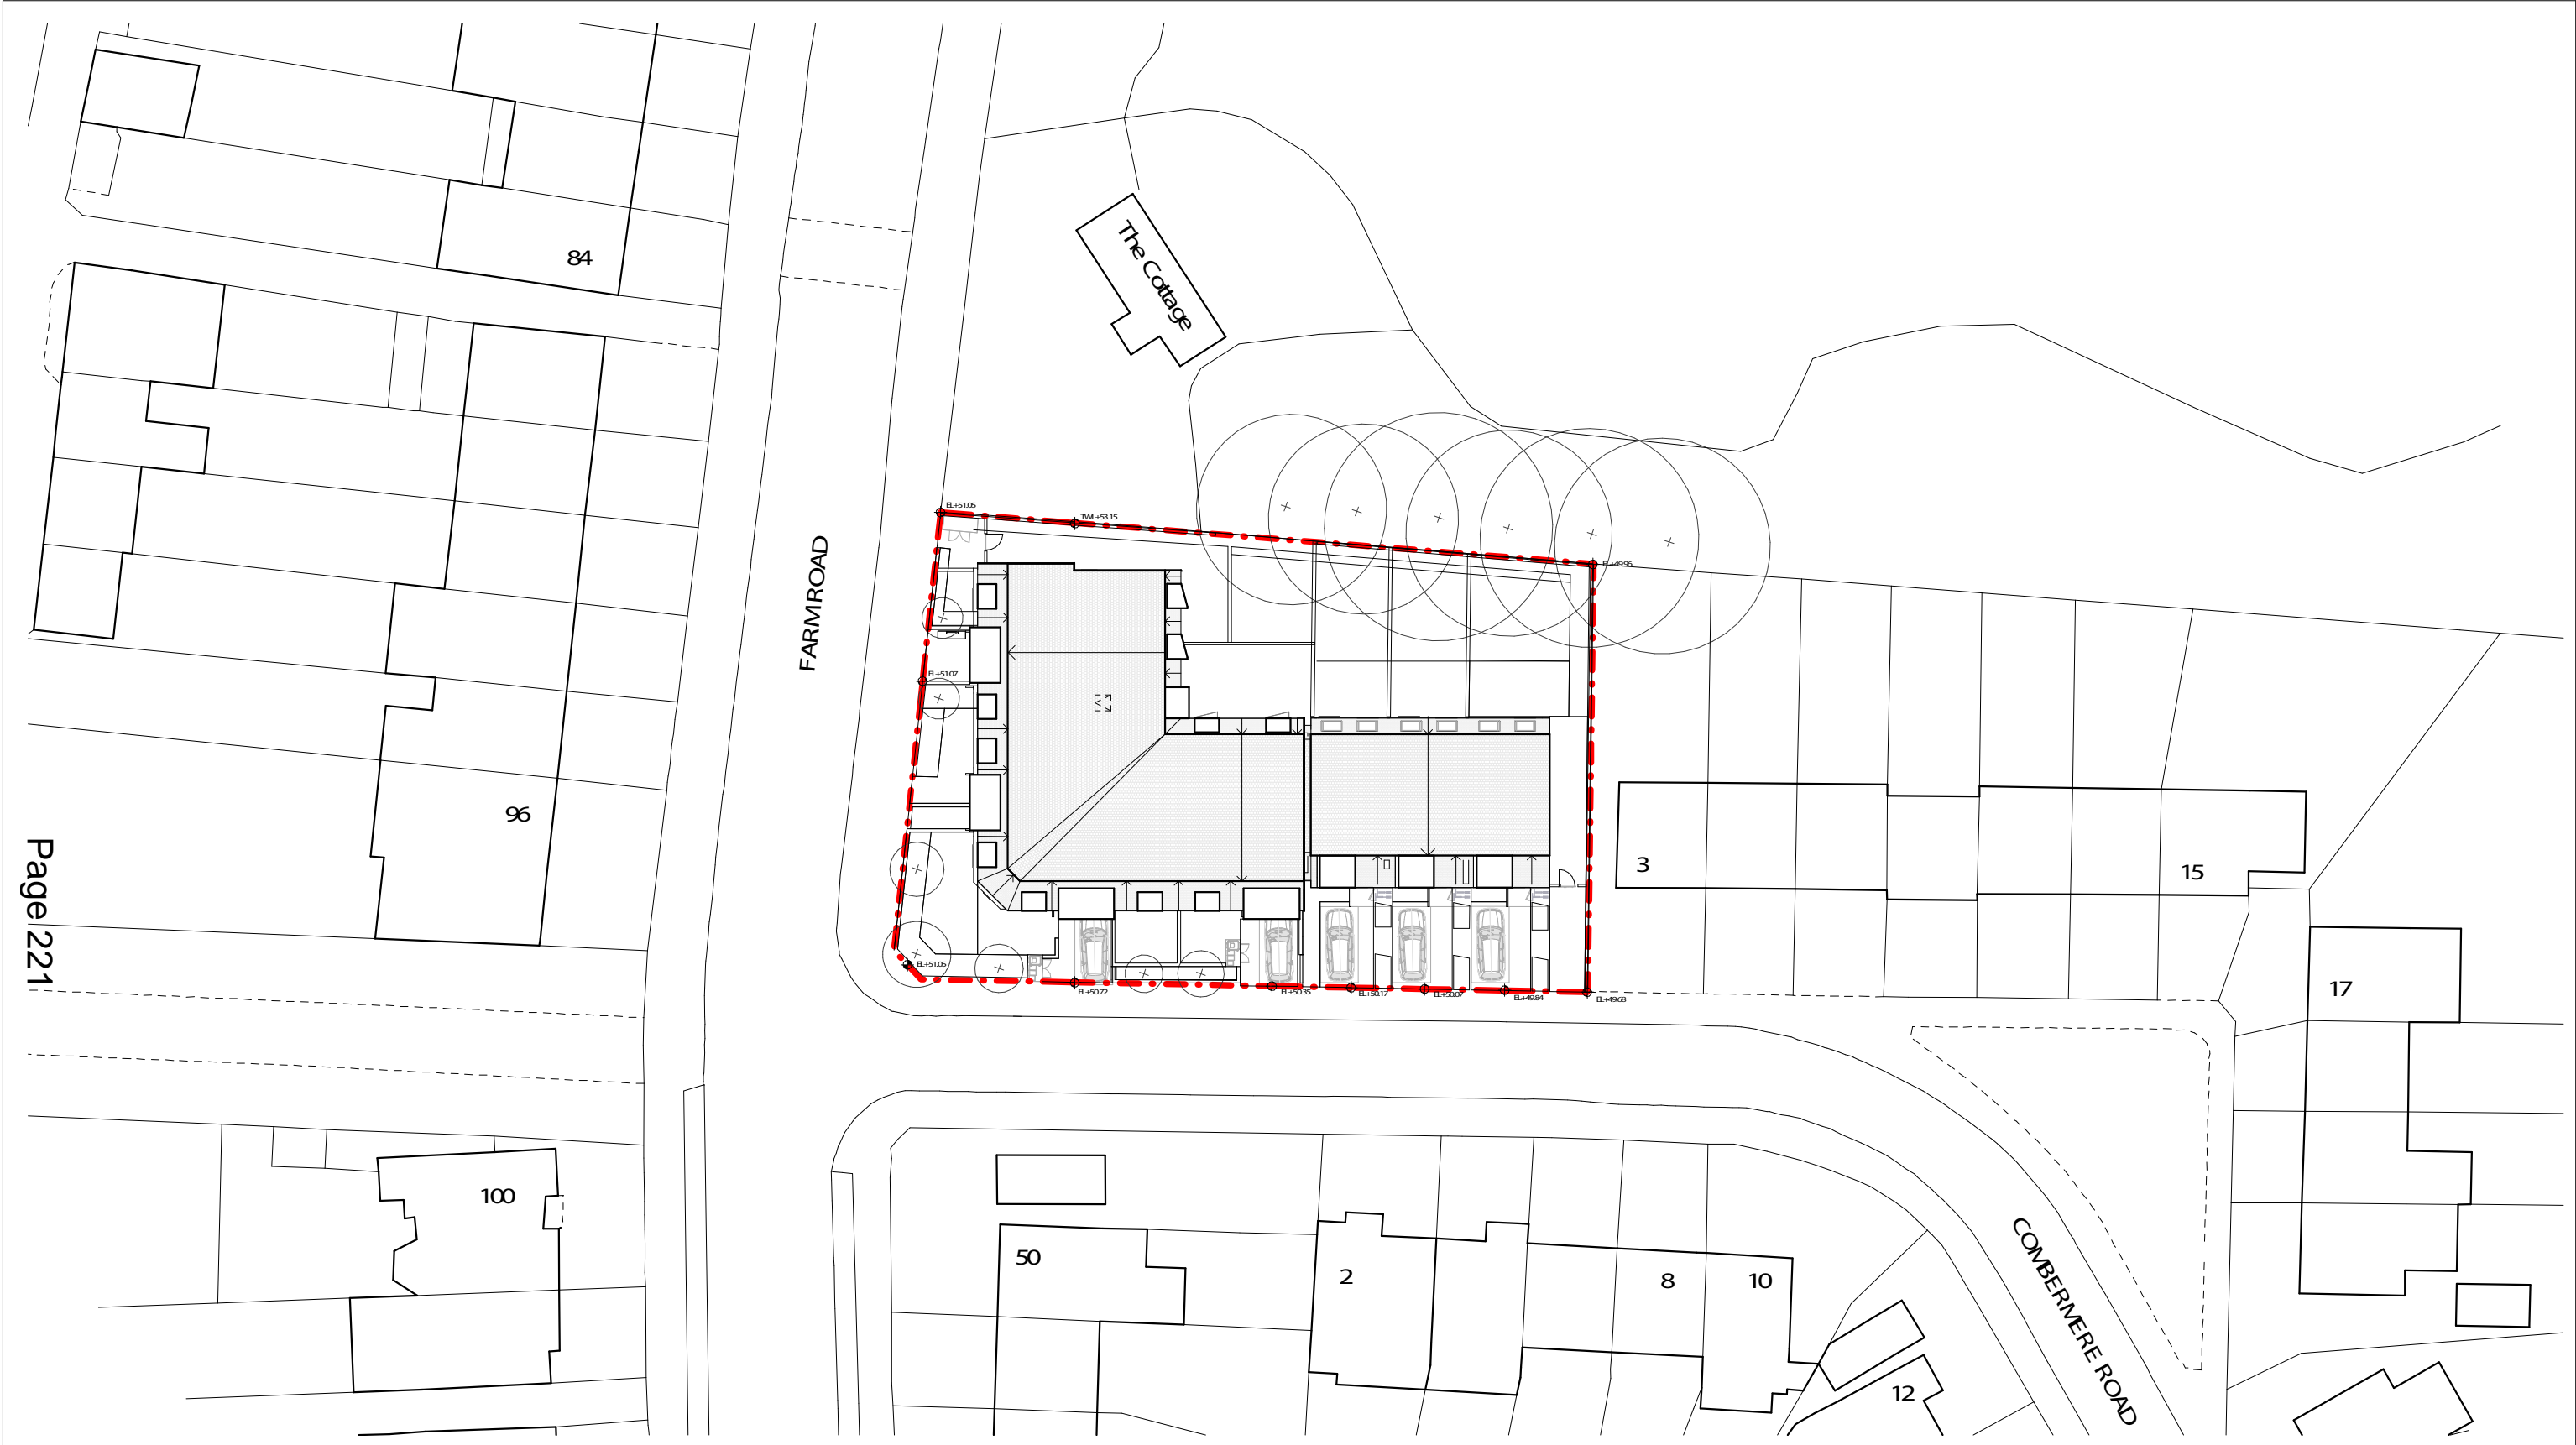 84
The Cottage
EL+51.05
TWL+53.15
EL+49.96
FARM ROAD
EL+51.07
96
3
15
Page 221
EL+51.05
EL+50.72
EL+50.35
EL+50.17
EL+50.07
EL+49.84
EL+49.68
17
100
50
2
8
10
COMBERMERE ROAD
12